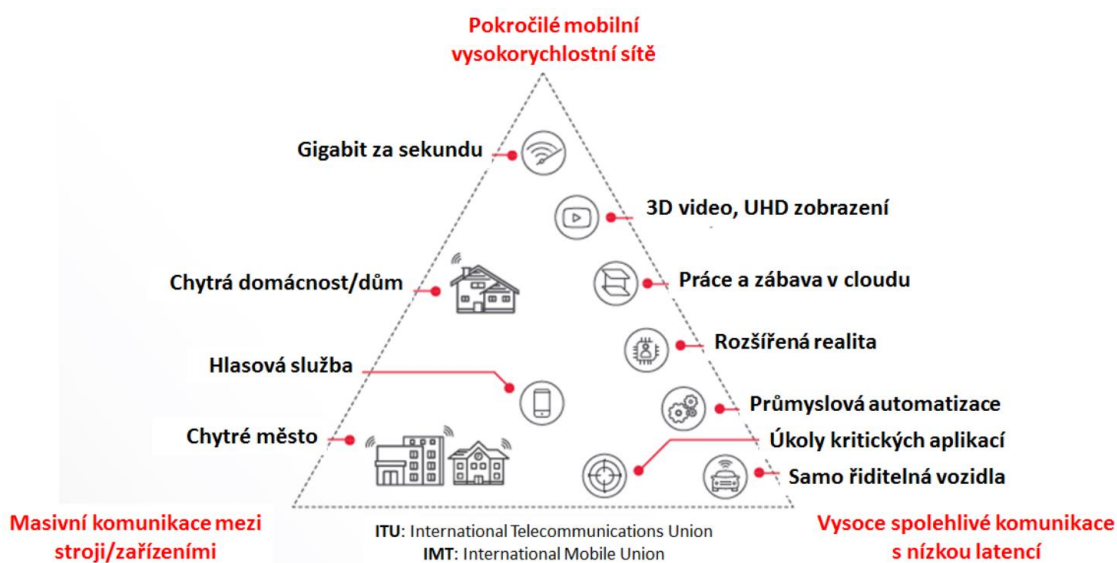 Pokročilé mobilní
vysokorychlostní sítě
Gigabit za sekundu
3D video, UHD zobrazení
Chytrá domácnost/dům
Práce a zábava v cloudu
Rozšířená realita
Hlasová služba
Průmyslová automatizace
Chytré město
Úkoly kritických aplikací
Samo řiditelná vozidla
Masivní komunikace mezi
stroji/zařízeními
ITU: International Telecommunications Union
IMT: International Mobile Union
Vysoce spolehlivé komunikace
s nízkou latencí